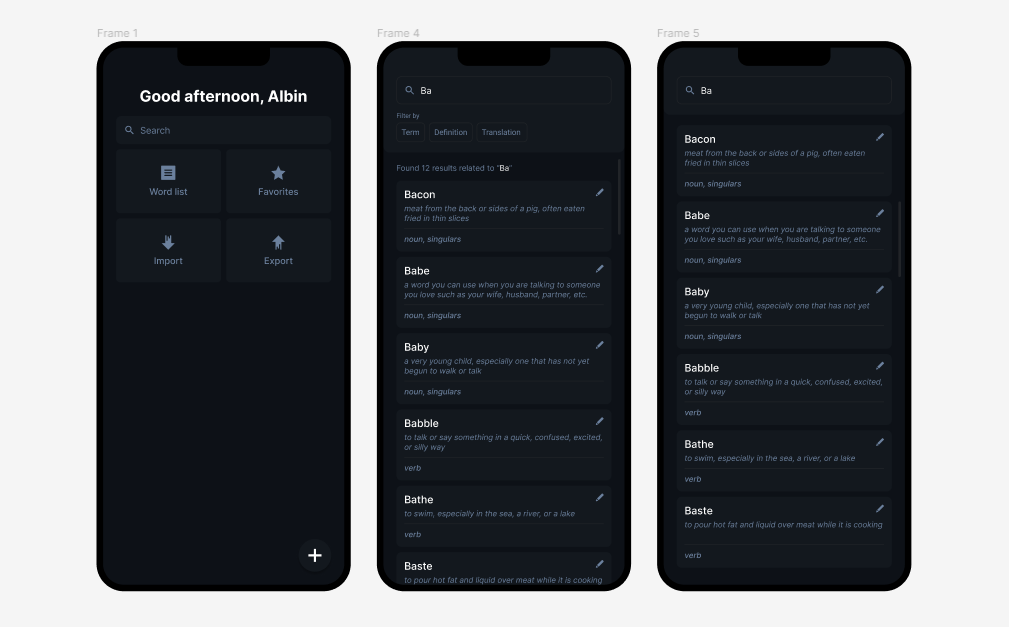 Frame 1
Good afternoon, Albin
Search
Word list
Favorites
Import
Export
Frame 4
Ba
Filter by
Term
Definition
Translation
Found 12 results related to "Ba"
Bacon
meat from the back or sides of a pig, often eaten
fried in thin slices
noun, singulars
Babe
a word you can use when you are talking to someone
you love such as your wife, husband, partner, etc.
noun, singulars
Baby
a very young child, especially one that has not yet
begun to walk or talk
noun, singulars
Babble
to talk or say something in a quick, confused, excited,
or silly way
verb
Bathe
to swim, especially in the sea, a river, or a lake
verb
Baste
to pour hot fat and liquid over meat while it is cooking
Frame 5
Ba
Bacon
meat from the back or sides of a pig, often eaten
fried in thin slices
noun, singulars
Babe
a word you can use when you are talking to someone
you love such as your wife, husband, partner, etc.
noun, singulars
Baby
a very young child, especially one that has not yet
begun to walk or talk
noun, singulars
Babble
to talk or say something in a quick, confused, excited,
or silly way
verb
Bathe
to swim, especially in the sea, a river, or a lake
verb
Baste
to pour hot fat and liquid over meat while it is cooking
verb